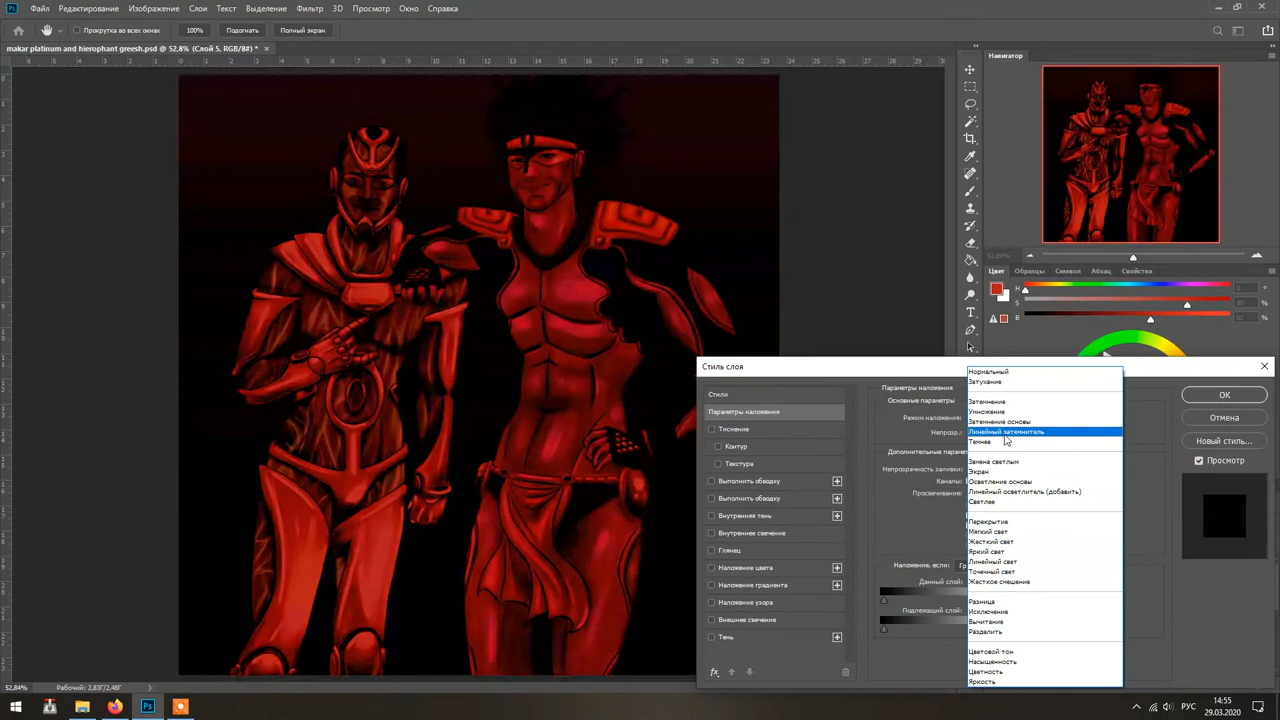 Файл Редактирование Изображение Слои Текст Выделение Фильтр 3D Просмотр Окно Справка
Прокрутка во всех окнах 100% Подогнать Полный экран
makar platinum and hierophant greesh.psd @ 52,8% (Слой 5, RGB/8#) *
Навигатор
52,84%
Цвет Образцы Символ Абзац Свойства
H
S %
B %
Стиль слоя
Стили
Параметры наложения
Тиснение
Контур
Текстура
Выполнить обводку
Выполнить обводку
Внутренняя тень
Внутреннее свечение
Глянец
Наложение цвета
Наложение градиента
Наложение узора
Внешнее свечение
Тень
Параметры наложения
Основные параметры
Режим наложения:
Непрозр.:
Непрозрачность заливки:
Каналы:
Просвечивание:
Наложение, если:
Данный слой:
Подлежащий слой:
Нормальный
Затухание
Затемнение
Умножение
Затемнение основы
Линейный затемнитель
Темнее
Замена светлым
Экран
Осветление основы
Линейный осветлитель (добавить)
Светлее
Перекрытие
Мягкий свет
Жесткий свет
Яркий свет
Линейный свет
Точечный свет
Жесткое смешение
Разница
Исключение
Вычитание
Разделить
Цветовой тон
Насыщенность
Цветность
Яркость
ОК
Отмена
Новый стиль...
Просмотр
52,84% Рабочий: 2,83Г/2,48Г
РУС
14:55
29.03.2020